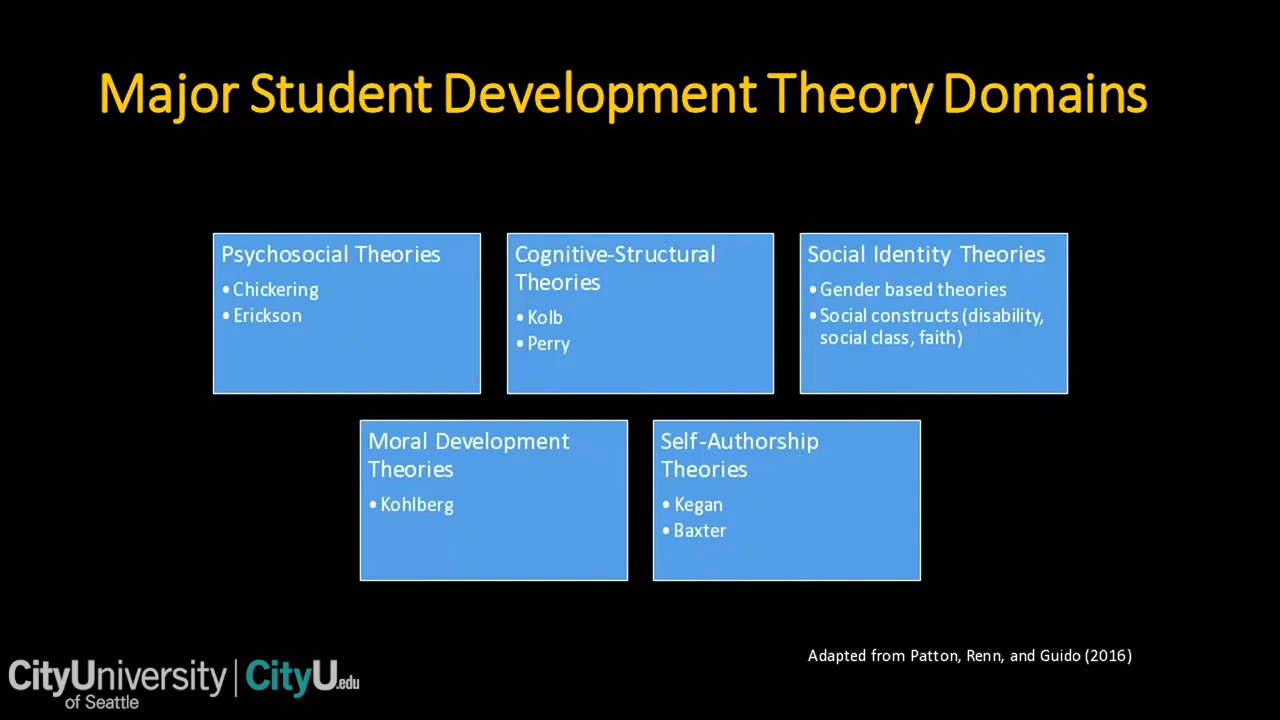 Major Student Development Theory Domains
Psychosocial Theories
•Chickering
•Erickson
Cognitive-Structural
Theories
•Kolb
•Perry
Social Identity Theories
•Gender based theories
•Social constructs (disability,
social class, faith)
Moral Development
Theories
•Kohlberg
Self-Authorship
Theories
•Kegan
•Baxter
Adapted from Patton, Renn, and Guido (2016)
CityUniversity | CityU.edu
of Seattle